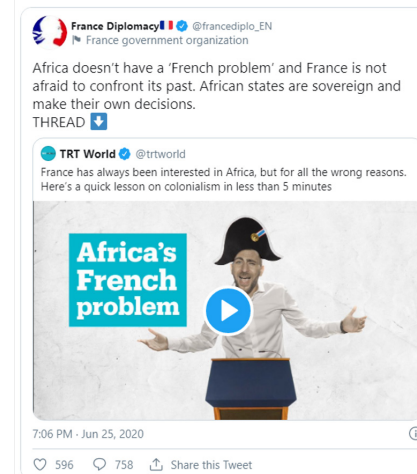 France Diplomacy🇫🇷 @francediplo_EN
France government organization
Africa doesn't have a ‘French problem’ and France is not
afraid to confront its past. African states are sovereign and
make their own decisions.
THREAD ⬇️
TRT World @trtworld
France has always been interested in Africa, but for all the wrong reasons.
Here's a quick lesson on colonialism in less than 5 minutes
Africa's
French
problem
7:06 PM · Jun 25, 2020
596 758 Share this Tweet